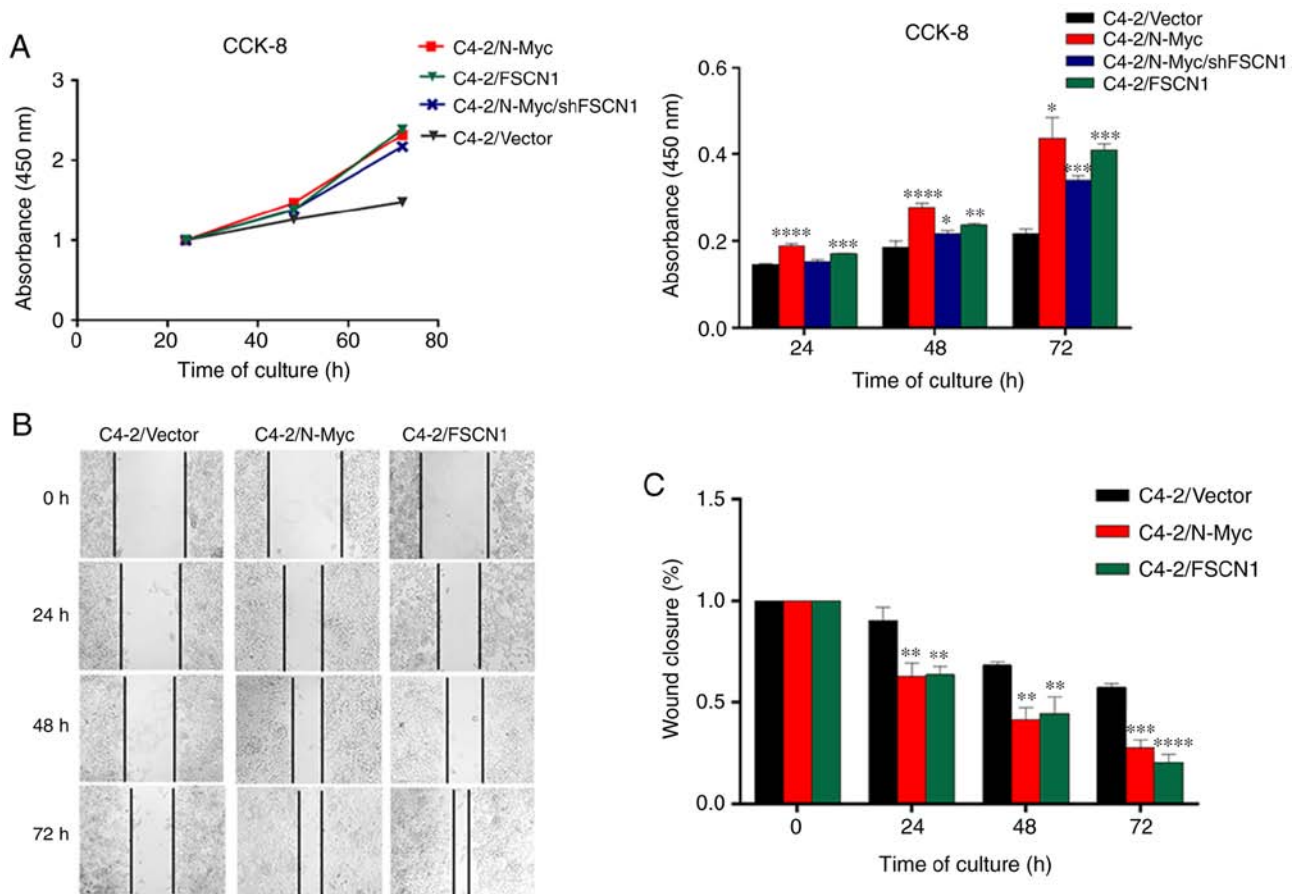 A
CCK-8
C4-2/N-Myc
C4-2/FSCN1
C4-2/N-Myc/shFSCN1
C4-2/Vector
Absorbance (450 nm)
3
2
1
0
0 20 40 60 80
Time of culture (h)
CCK-8
C4-2/Vector
C4-2/N-Myc
C4-2/N-Myc/shFSCN1
C4-2/FSCN1
Absorbance (450 nm)
0.6
0.4
0.2
0.0
**** ***
**** * **
* *** ***
24 48 72
Time of culture (h)
B
C4-2/Vector C4-2/N-Myc C4-2/FSCN1
0 h
24 h
48 h
72 h
C
C4-2/Vector
C4-2/N-Myc
C4-2/FSCN1
Wound closure (%)
1.5
1.0
0.5
0.0
** **
** **
*** ****
0 24 48 72
Time of culture (h)